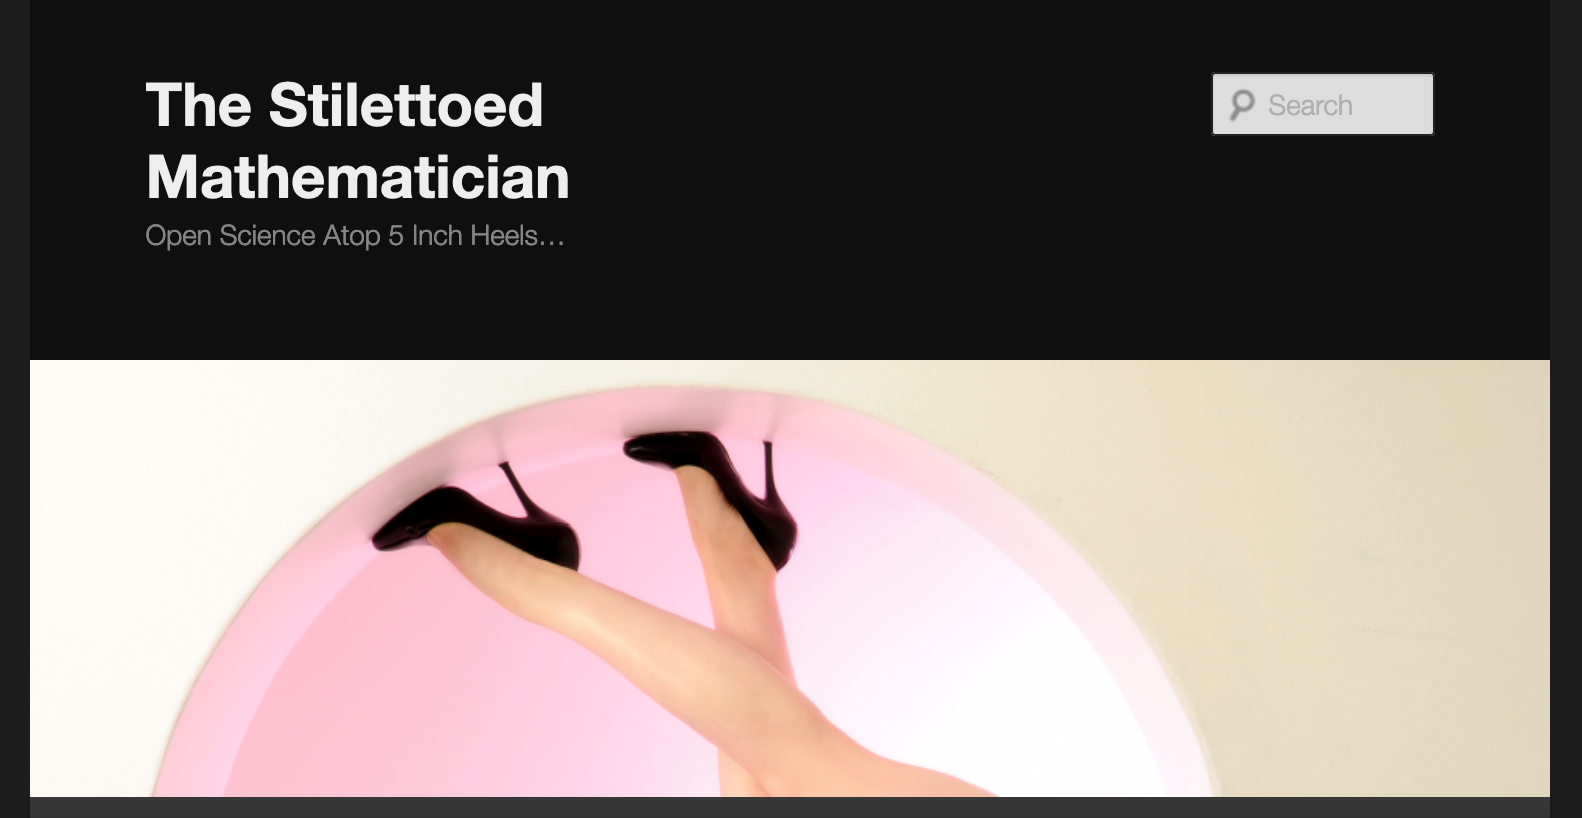 The Stilettoed
Mathematician
Open Science Atop 5 Inch Heels…
Search